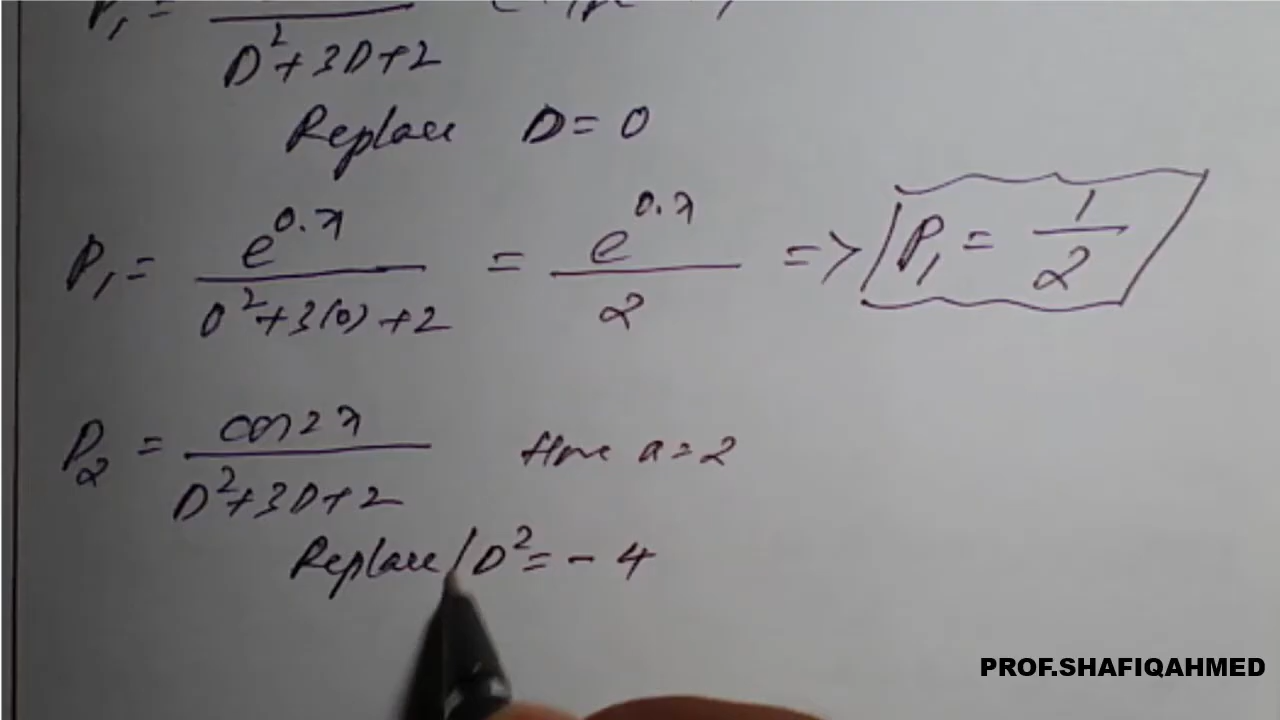 P₁ =
D²+3D+2
Replace D = 0
P₁ = e^{0.x} / 0²+3(0)+2 = e^{0.x} / 2 => P₁ = 1/2
P₂ = cos2x / D²+3D+2 Here a = 2
Replace D² = - 4
PROF.SHAFIQAHMED